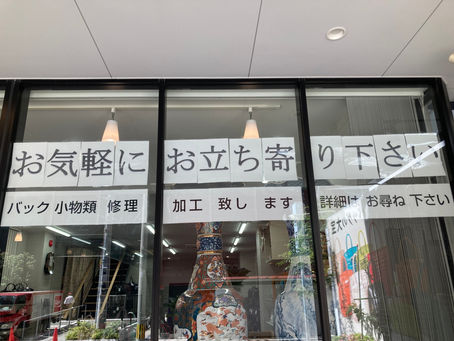 お気軽に お立ち寄り下さい
バック 小物類 修理 加工 致し ます 詳細は お尋ね 下さい